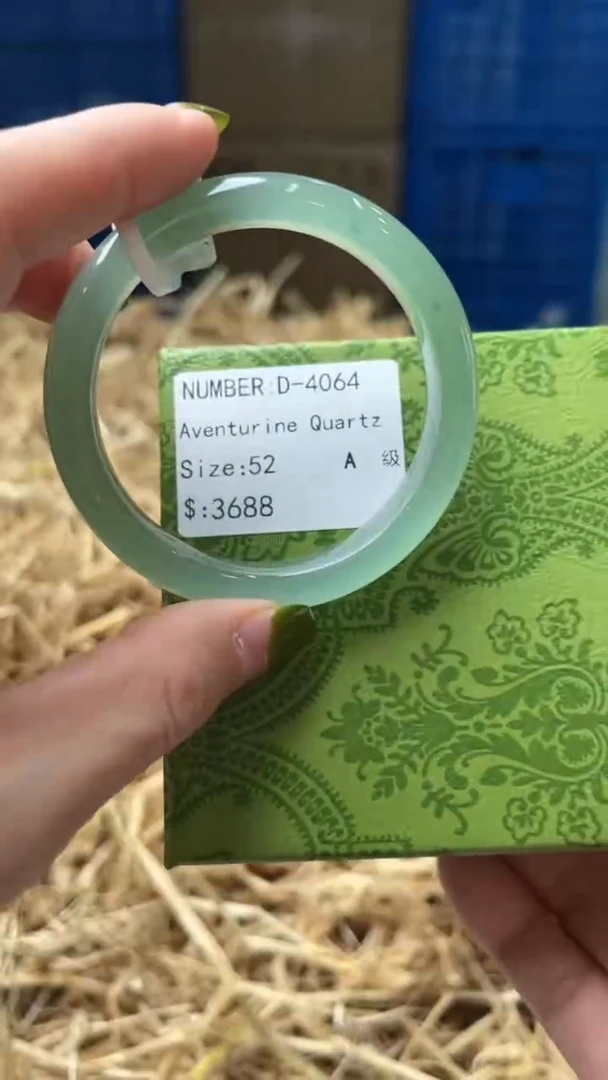 NUMBER:D-4064
Aventurine Quartz
Size:52 A 级
$:3688